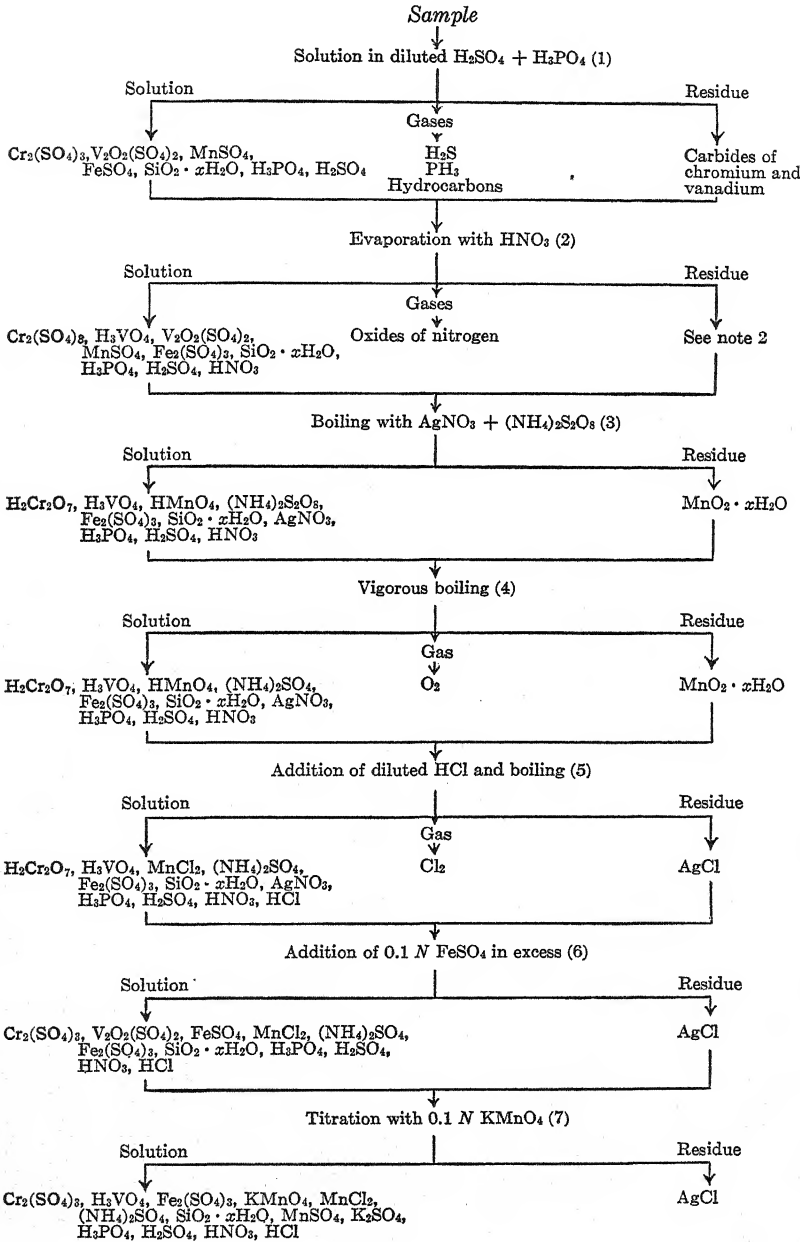 Sample
Solution in diluted H₂SO₄ + H₃PO₄ (1)
Solution
Gases
Residue
Cr₂(SO₄)₃, V₂O₂(SO₄)₂, MnSO₄,
FeSO₄, SiO₂ · xH₂O, H₃PO₄, H₂SO₄
H₂S
PH₃
Hydrocarbons
Carbides of
chromium and
vanadium
Evaporation with HNO₃ (2)
Solution
Gases
Residue
Cr₂(SO₄)₃, H₃VO₄, V₂O₂(SO₄)₂,
MnSO₄, Fe₂(SO₄)₃, SiO₂ · xH₂O,
H₃PO₄, H₂SO₄, HNO₃
Oxides of nitrogen
See note 2
Boiling with AgNO₃ + (NH₄)₂S₂O₈ (3)
Solution
Residue
H₂Cr₂O₇, H₃VO₄, HMnO₄, (NH₄)₂S₂O₈,
Fe₂(SO₄)₃, SiO₂ · xH₂O, AgNO₃,
H₃PO₄, H₂SO₄, HNO₃
MnO₂ · xH₂O
Vigorous boiling (4)
Solution
Gas
Residue
H₂Cr₂O₇, H₃VO₄, HMnO₄, (NH₄)₂SO₄,
Fe₂(SO₄)₃, SiO₂ · xH₂O, AgNO₃,
H₃PO₄, H₂SO₄, HNO₃
O₂
MnO₂ · xH₂O
Addition of diluted HCl and boiling (5)
Solution
Gas
Residue
H₂Cr₂O₇, H₃VO₄, MnCl₂, (NH₄)₂SO₄,
Fe₂(SO₄)₃, SiO₂ · xH₂O, AgNO₃,
H₃PO₄, H₂SO₄, HNO₃, HCl
Cl₂
AgCl
Addition of 0.1 N FeSO₄ in excess (6)
Solution
Residue
Cr₂(SO₄)₃, V₂O₂(SO₄)₂, FeSO₄, MnCl₂, (NH₄)₂SO₄,
Fe₂(SO₄)₃, SiO₂ · xH₂O, H₃PO₄, H₂SO₄,
HNO₃, HCl
AgCl
Titration with 0.1 N KMnO₄ (7)
Solution
Residue
Cr₂(SO₄)₃, H₃VO₄, Fe₂(SO₄)₃, KMnO₄, MnCl₂,
(NH₄)₂SO₄, SiO₂ · xH₂O, MnSO₄, K₂SO₄,
H₃PO₄, H₂SO₄, HNO₃, HCl
AgCl